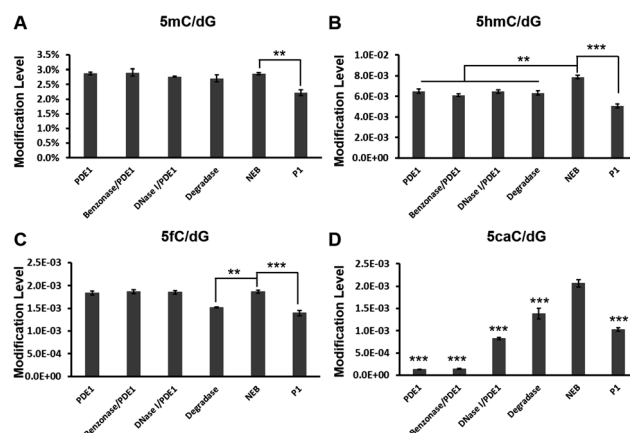 A
5mC/dG
Modification Level
3.5%
3.0%
2.5%
2.0%
1.5%
1.0%
0.5%
0.0%
**
PDE1
Benzonase/PDE1
DNase I/PDE1
Degradase
NEB
P1
B
5hmC/dG
Modification Level
1.0E-02
8.0E-03
6.0E-03
4.0E-03
2.0E-03
0.0E+00
**
***
PDE1
Benzonase/PDE1
DNase I/PDE1
Degradase
NEB
P1
C
5fC/dG
Modification Level
2.5E-03
2.0E-03
1.5E-03
1.0E-03
5.0E-04
0.0E+00
**
***
PDE1
Benzonase/PDE1
DNase I/PDE1
Degradase
NEB
P1
D
5caC/dG
Modification Level
2.5E-03
2.0E-03
1.5E-03
1.0E-03
5.0E-04
0.0E+00
***
***
***
***
***
PDE1
Benzonase/PDE1
DNase I/PDE1
Degradase
NEB
P1